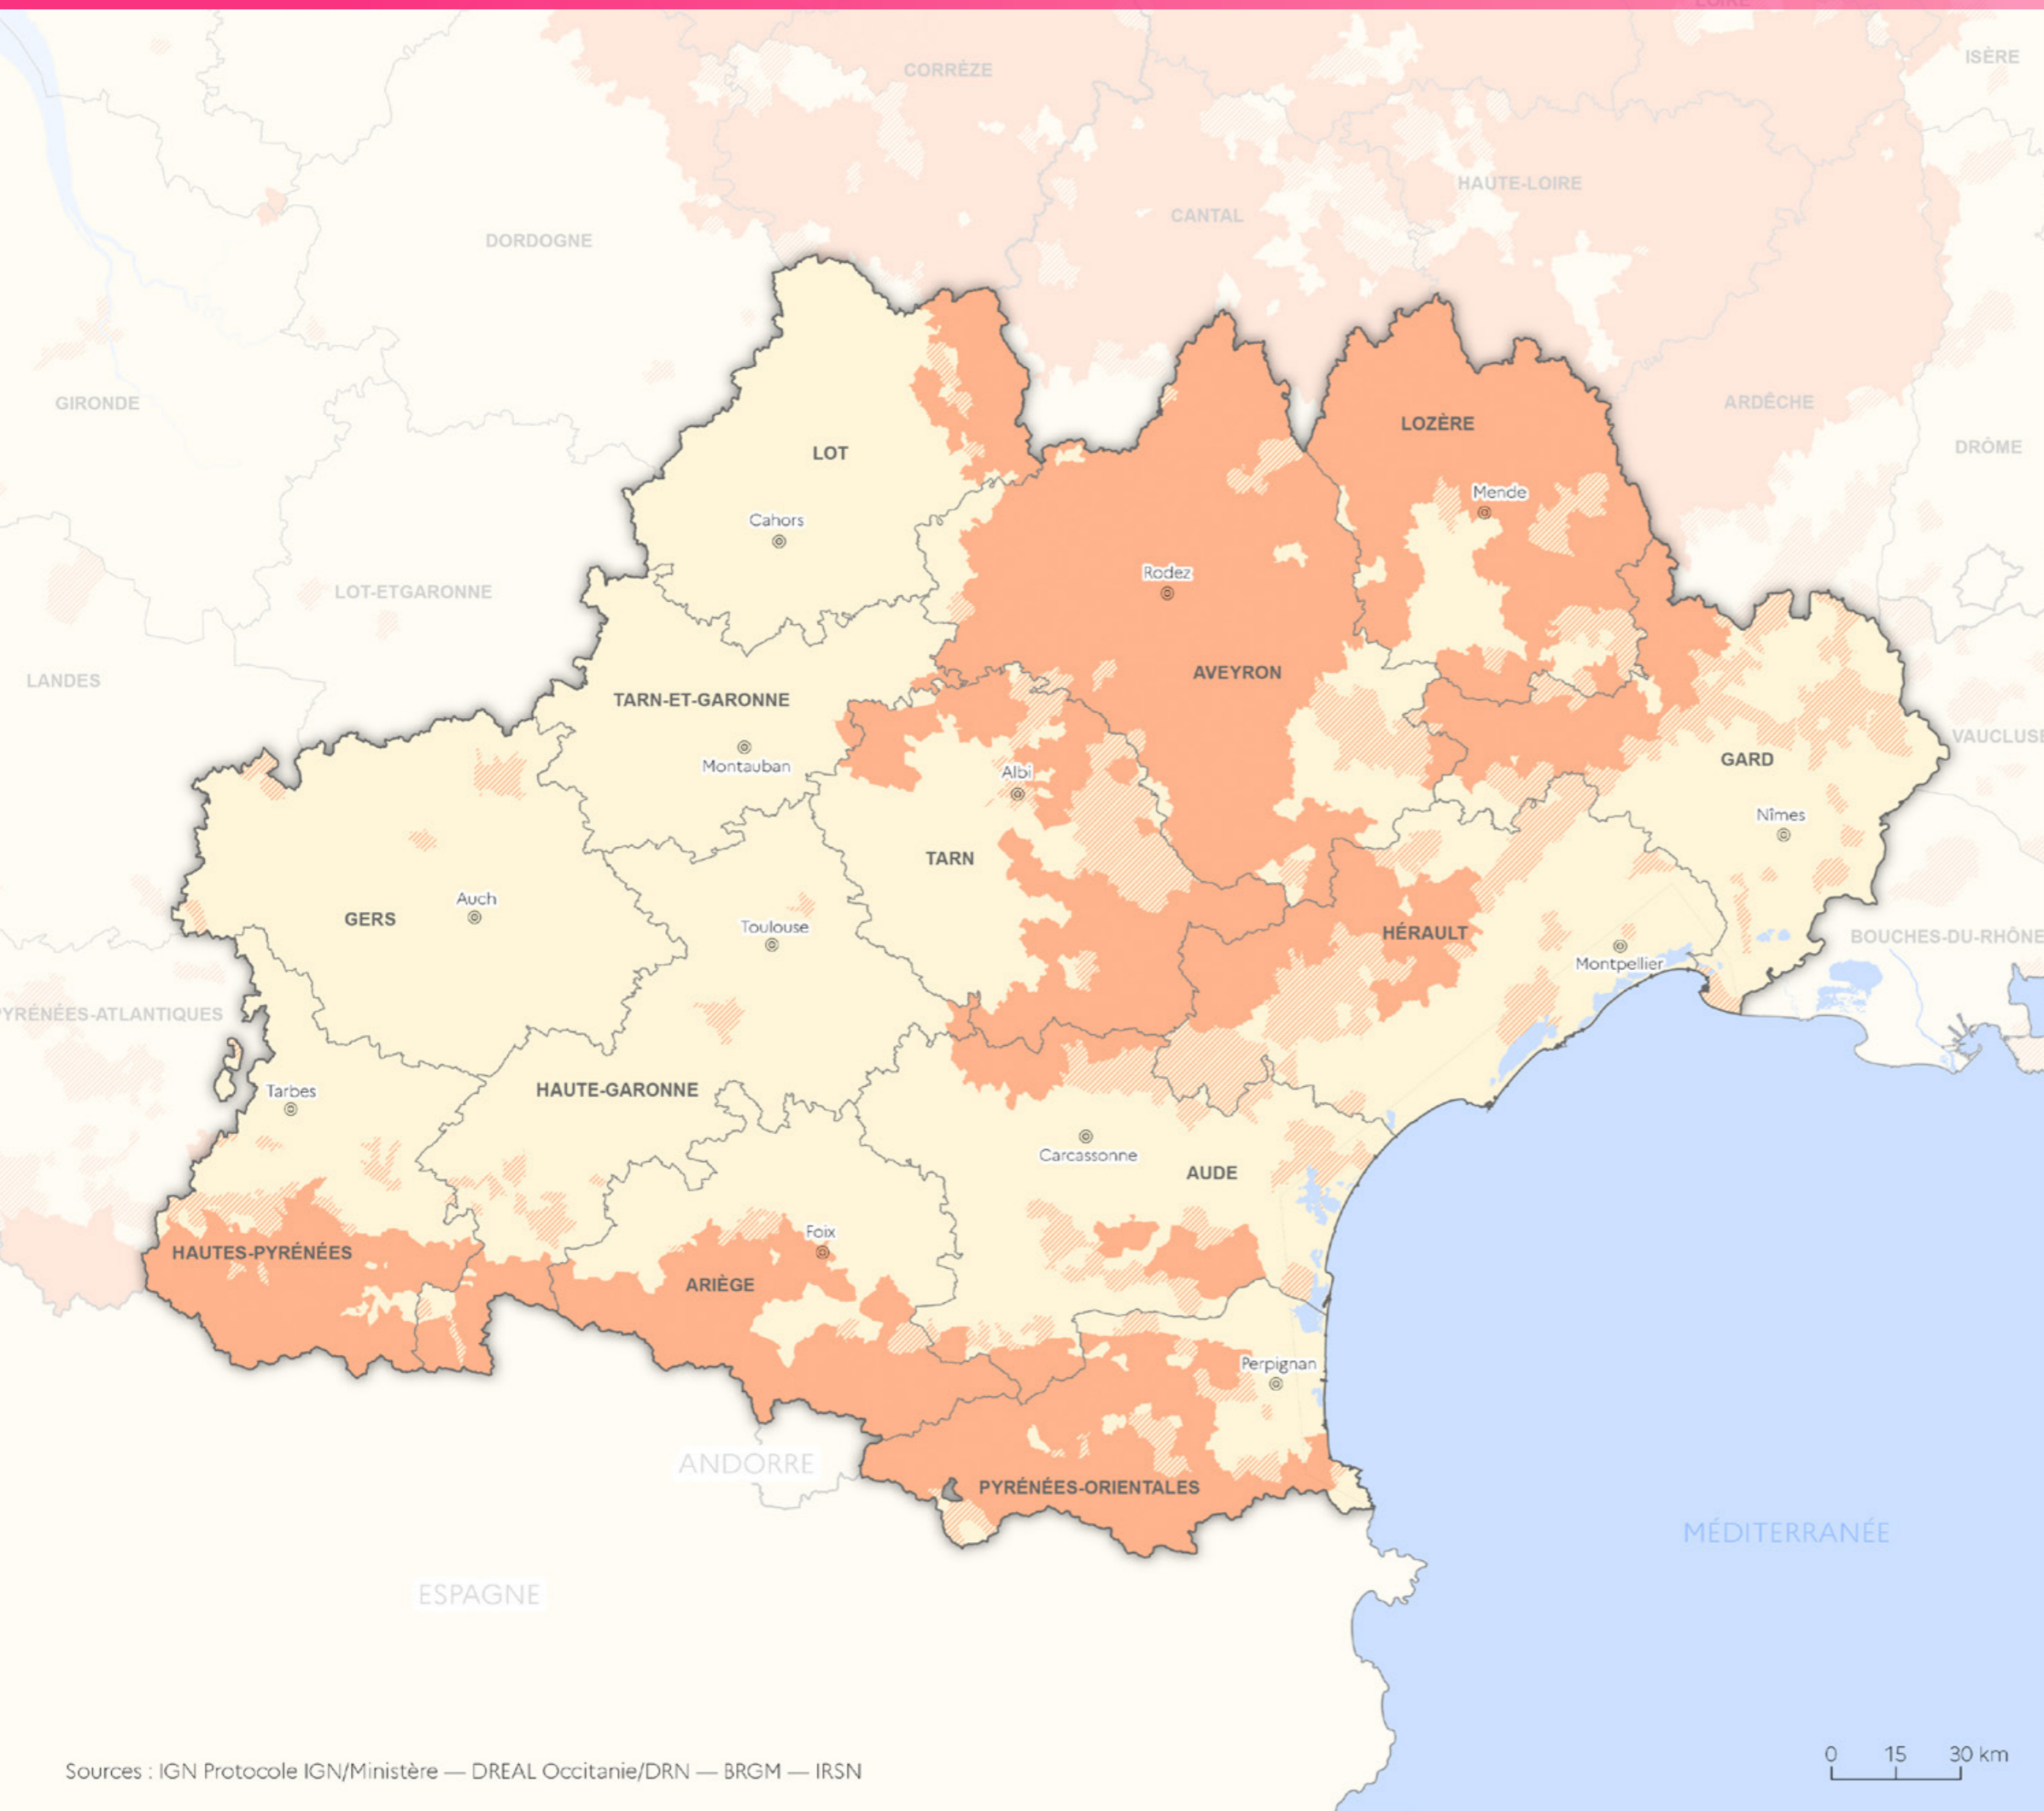 LOIRE
ISÈRE
CORRÈZE
HAUTE-LOIRE
CANTAL
DORDOGNE
ARDÈCHE
GIRONDE
LOZÈRE
DRÔME
LOT
Mende
Cahors
Rodez
LOT-ETGARONNE
AVEYRON
LANDES
TARN-ET-GARONNE
VAUCLUSE
GARD
Montauban
Albi
Nîmes
TARN
Auch
GERS
Toulouse
HÉRAULT
BOUCHES-DU-RHÔNE
Montpellier
PYRÉNÉES-ATLANTIQUES
HAUTE-GARONNE
Tarbes
Carcassonne
AUDE
Foix
HAUTES-PYRÉNÉES
ARIÈGE
Perpignan
ANDORRE
PYRÉNÉES-ORIENTALES
MÉDITERRANÉE
ESPAGNE
0 15 30 km
Sources : IGN Protocole IGN/Ministère — DREAL Occitanie/DRN — BRGM — IRSN